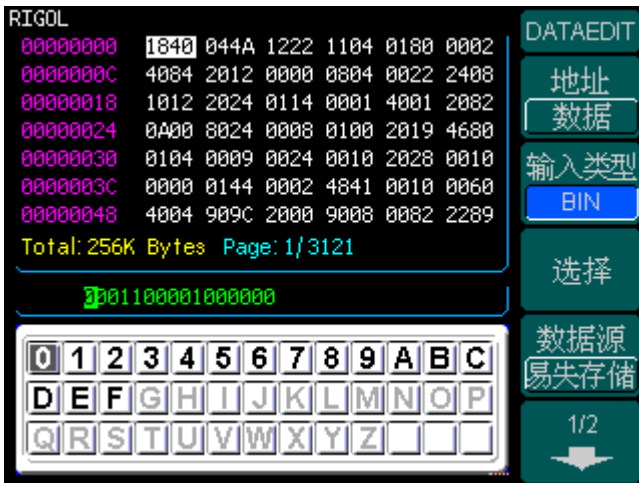 RIGOL
00000000 1840 044A 1222 1104 0180 0002
0000000C 4084 2012 0000 0804 0022 2408
00000018 1012 2024 0114 0001 4001 2082
00000024 0A00 8024 0008 0100 2019 4680
00000030 0104 0009 0024 0010 2028 0010
0000003C 0000 0144 0002 4841 0010 0060
00000048 4004 909C 2000 9008 0082 2289
Total: 256K Bytes Page: 1/3121
0001100001000000
0 1 2 3 4 5 6 7 8 9 A B C
D E F G H I J K L M N O P
Q R S T U V W X Y Z
DATAEDIT
地址
数据
输入类型
BIN
选择
数据源
易失存储
1/2